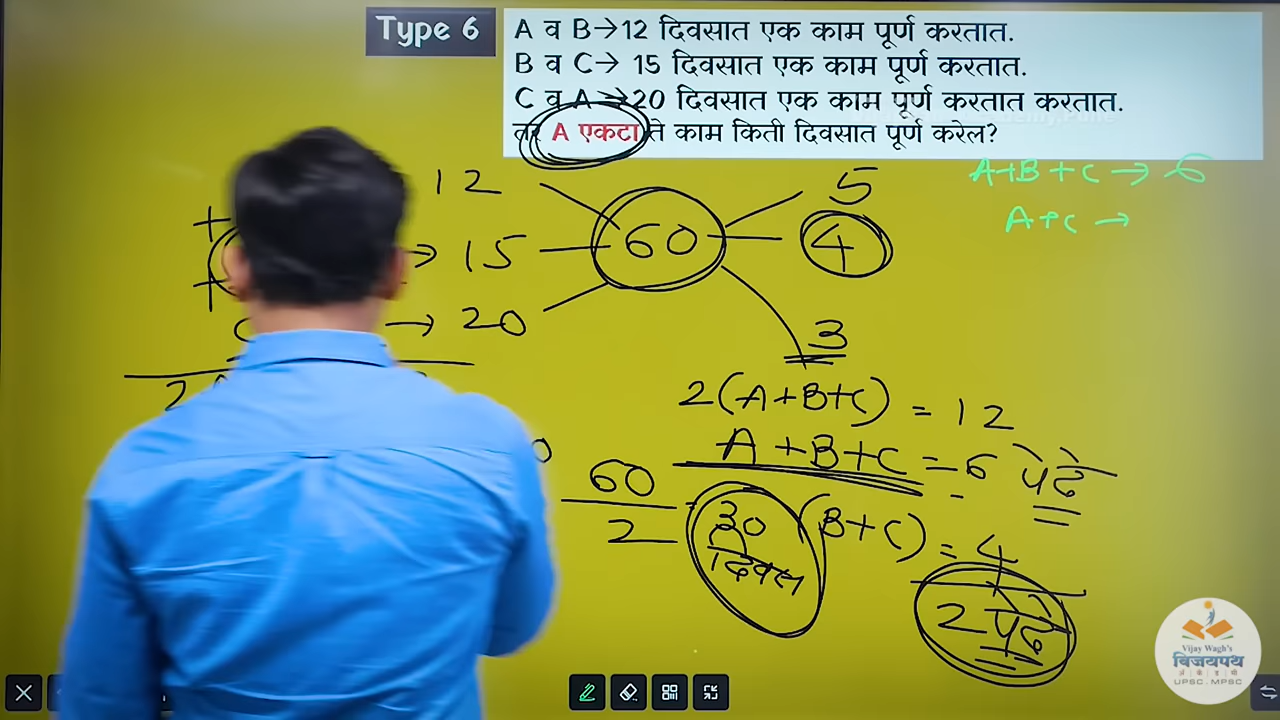 Type 6
A व B→12 दिवसात एक काम पूर्ण करतात.
B व C→ 15 दिवसात एक काम पूर्ण करतात.
C व A →20 दिवसात एक काम पूर्ण करतात करतात.
तर A एकटा ते काम किती दिवसात पूर्ण करेल?
A+B+C → 6
A+C →
12
+
→ 15
60
5
4
+
→ 20
3
2(A+B+C) = 12
A+B+C = 6 पेढे
60
2
30
दिवस
(B+C) = 4
2 पेढे
Vijay Wagh's
विजयपथ
UPSC . MPSC